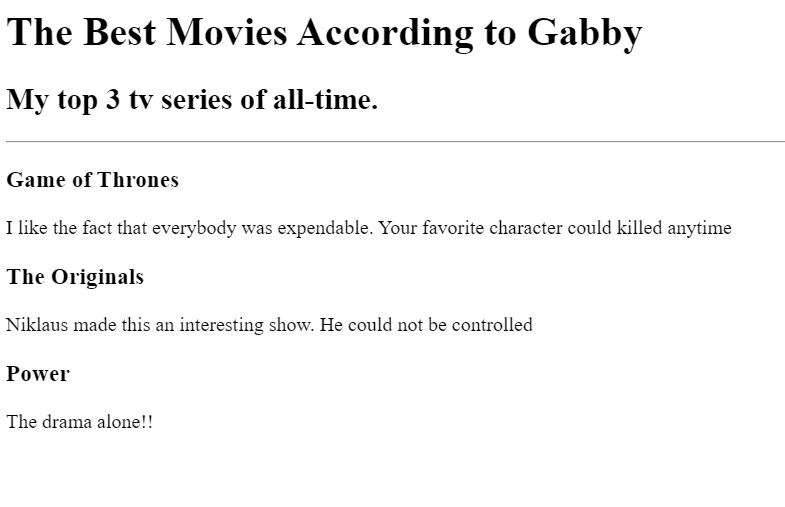 The Best Movies According to Gabby
My top 3 tv series of all-time.
Game of Thrones
I like the fact that everybody was expendable. Your favorite character could killed anytime
The Originals
Niklaus made this an interesting show. He could not be controlled
Power
The drama alone!!